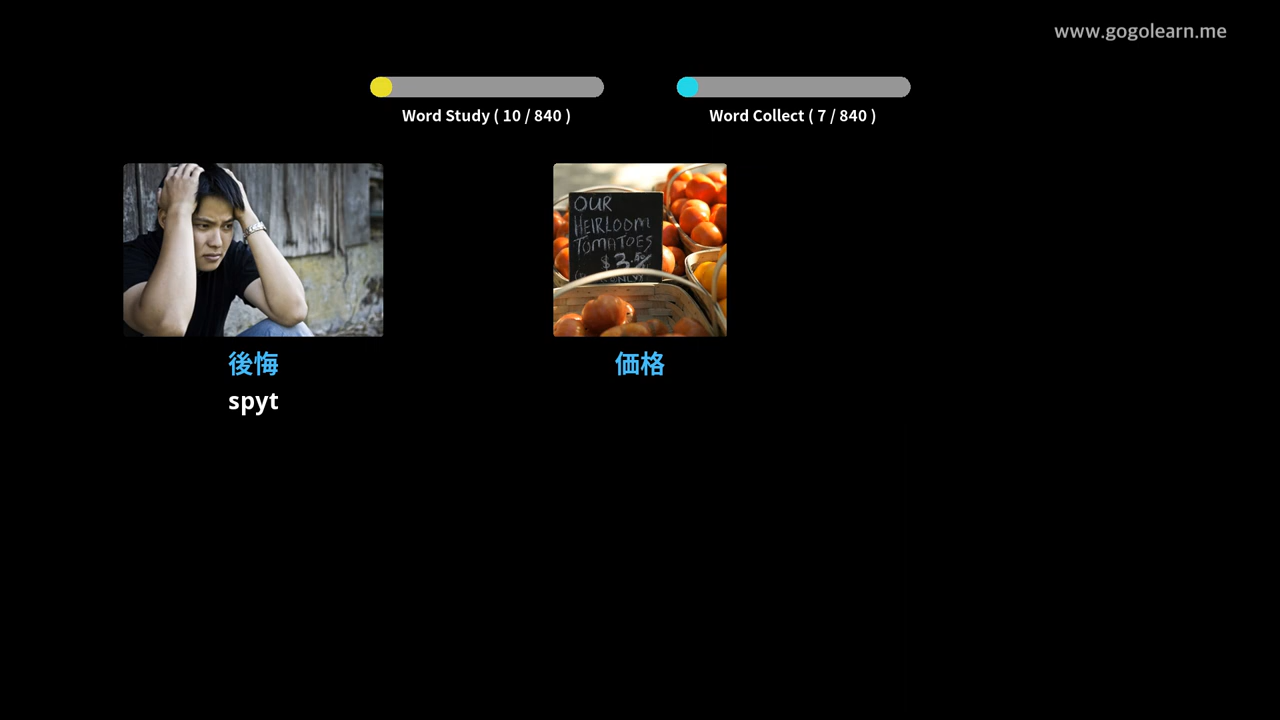 www.gogolearn.me
Word Study ( 10 / 840 )
Word Collect ( 7 / 840 )
OUR
HEIRLOOM
TOMATOES
後悔
価格
spyt